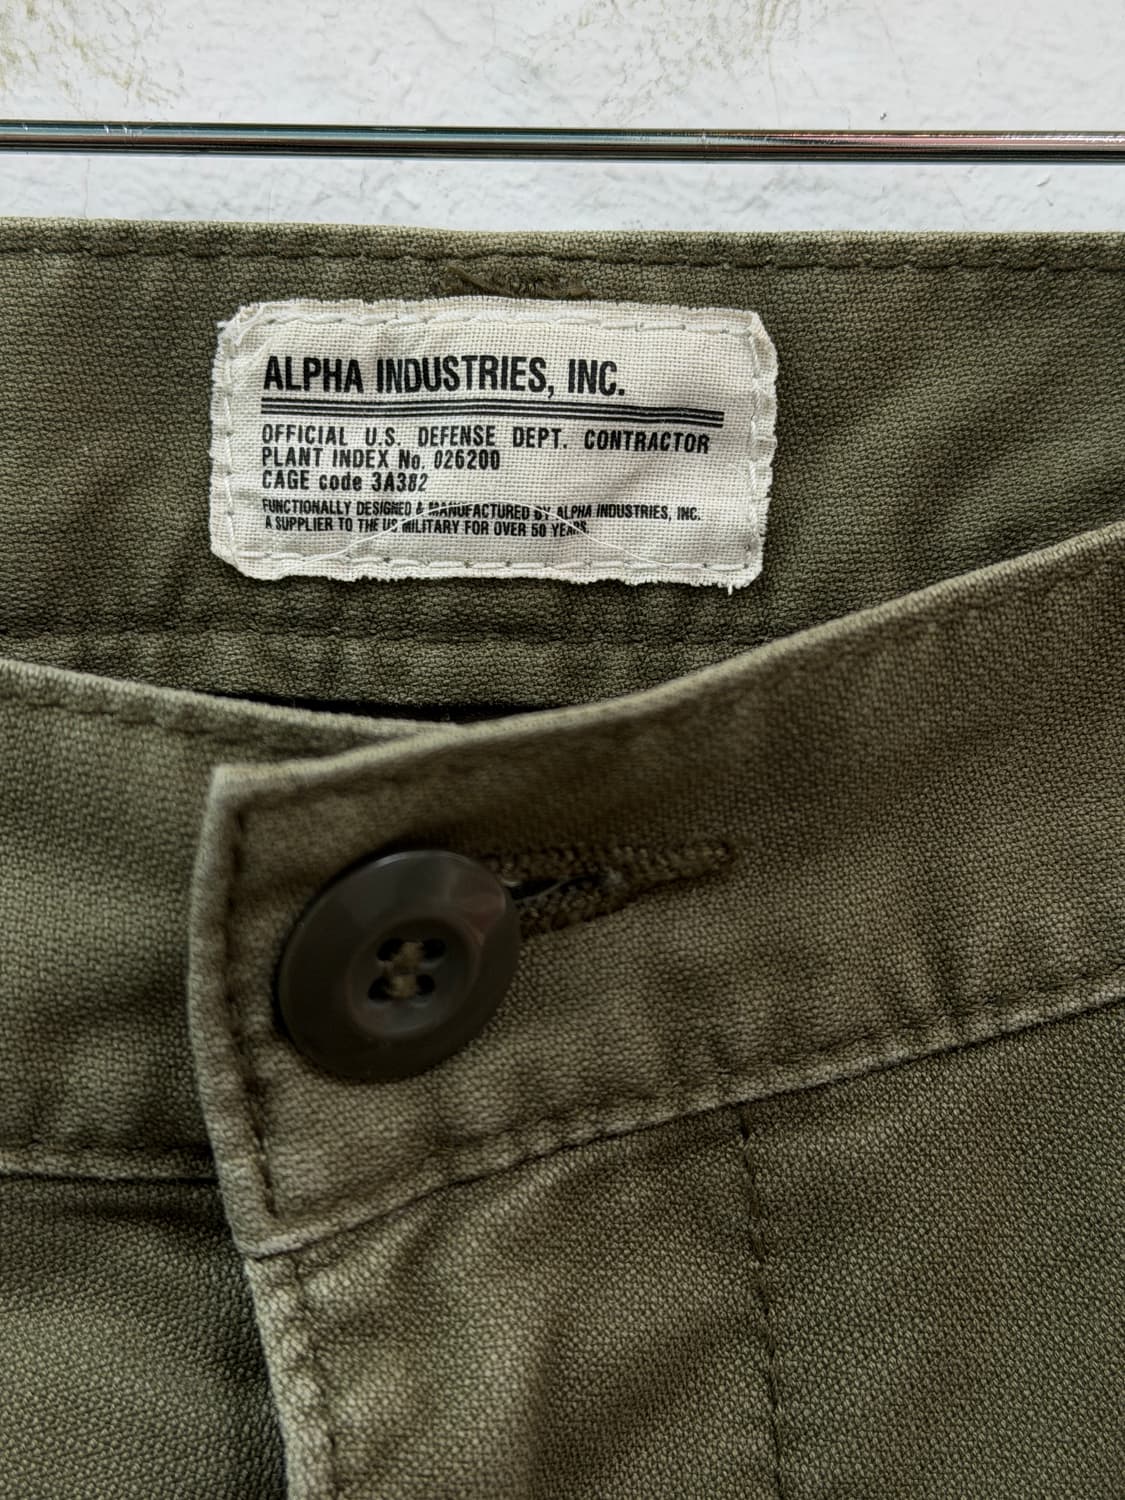 ALPHA INDUSTRIES, INC.
OFFICIAL U.S. DEFENSE DEPT. CONTRACTOR
PLANT INDEX No. 026200
CAGE code 3A382
FUNCTIONALLY DESIGNED & MANUFACTURED BY ALPHA INDUSTRIES, INC.
A SUPPLIER TO THE US MILITARY FOR OVER 50 YEARS.